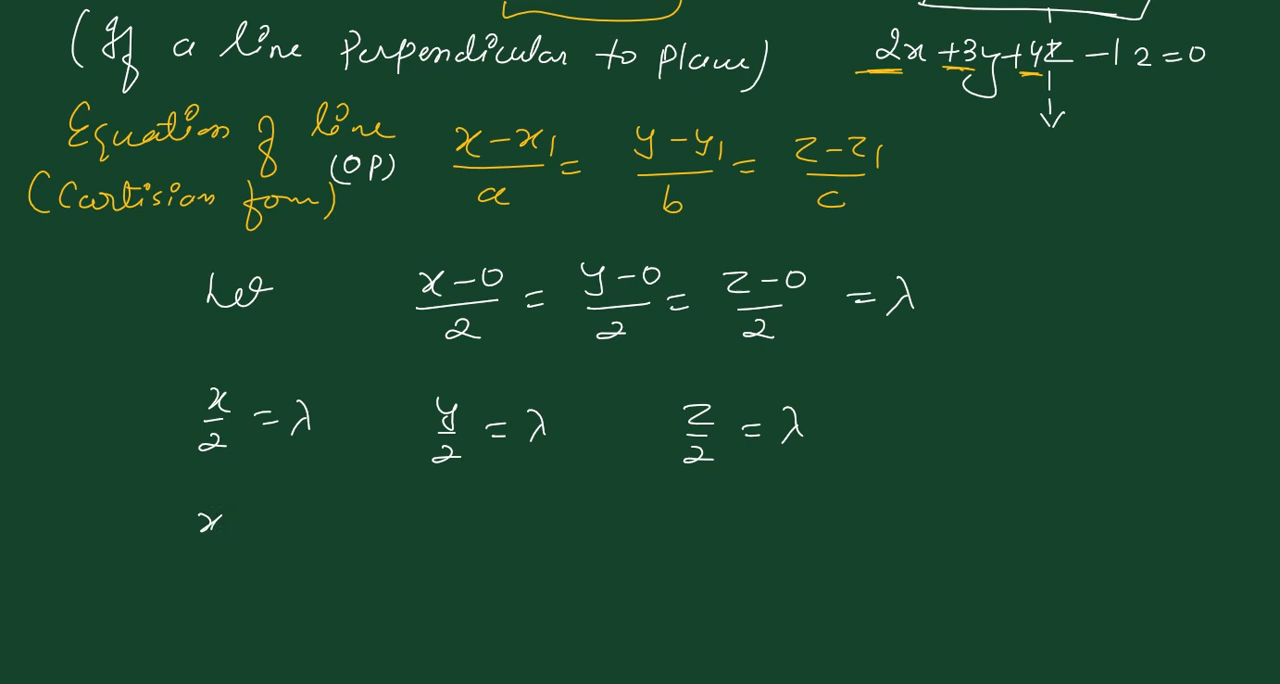 (If a line Perpendicular to plane) 2x +3y+4z -12=0
Equation of line (OP) x-x1/a = y-y1/b = z-z1/c
(Cartision form)
Let x-0/2 = y-0/2 = z-0/2 = λ
x/2 = λ y/2 = λ z/2 = λ
x